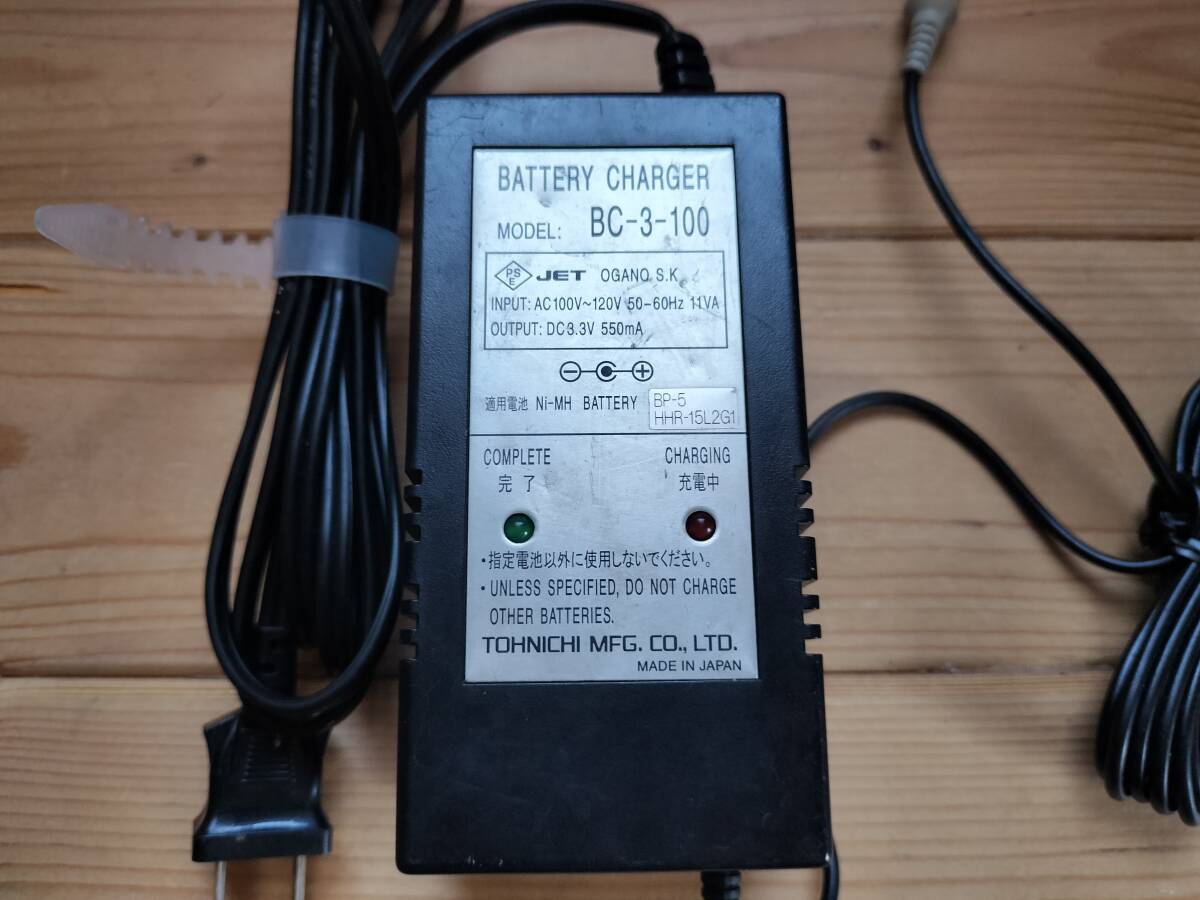 BATTERY CHARGER
MODEL: BC-3-100
PS
E
JET OGANO S.K.
INPUT: AC100V~120V 50-60Hz 11VA
OUTPUT: DC3.3V 550mA
適用電池 Ni-MH BATTERY BP-5
HHR-15L2G1
COMPLETE CHARGING
完了 充電中
・指定電池以外に使用しないでください。
・UNLESS SPECIFIED, DO NOT CHARGE
OTHER BATTERIES.
TOHNICHI MFG. CO., LTD.
MADE IN JAPAN